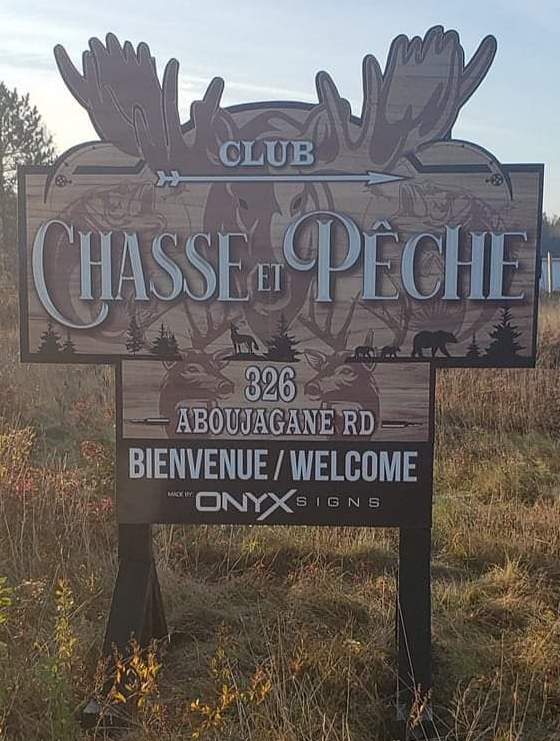 CLUB
CHASSE ET PÊCHE
326
ABOUJAGANE RD
BIENVENUE / WELCOME
MADE BY: ONYX SIGNS